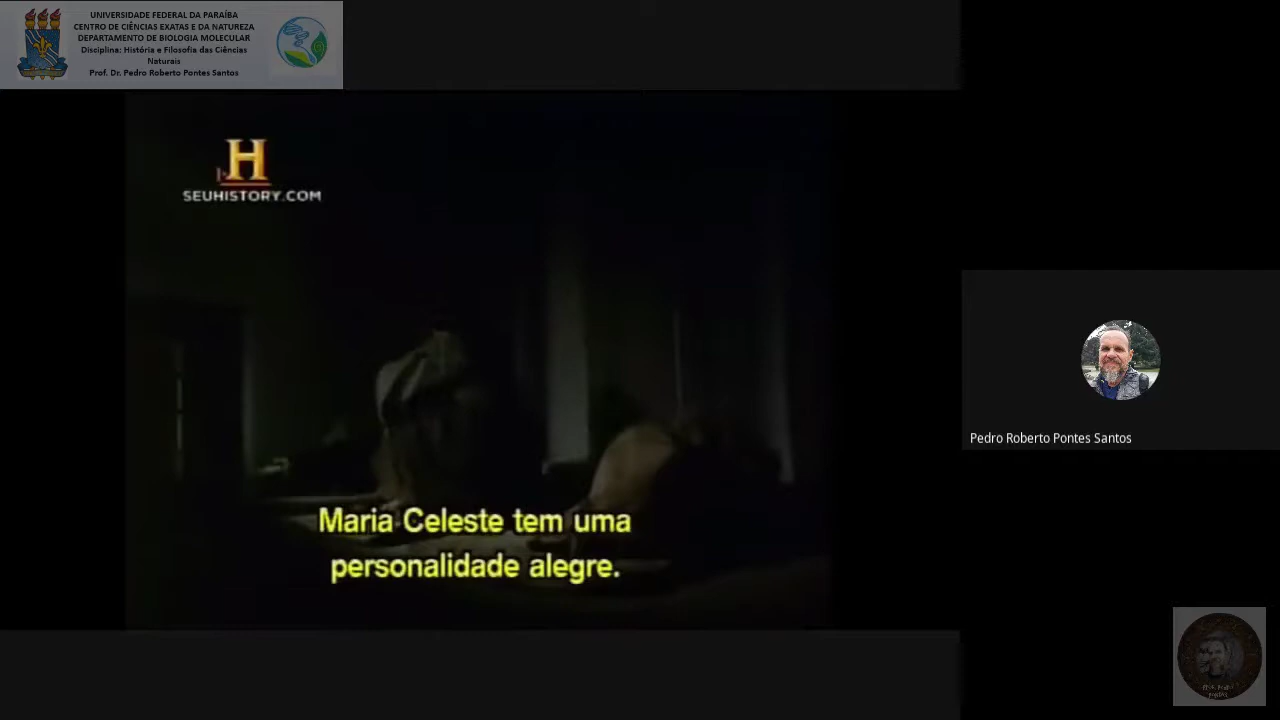 UNIVERSIDADE FEDERAL DA PARAÍBA
CENTRO DE CIÊNCIAS EXATAS E DA NATUREZA
DEPARTAMENTO DE BIOLOGIA MOLECULAR
Disciplina: História e Filosofia das Ciências
Naturais
Prof. Dr. Pedro Roberto Pontes Santos
H
SEUHISTORY.COM
Maria Celeste tem uma
personalidade alegre.
Pedro Roberto Pontes Santos